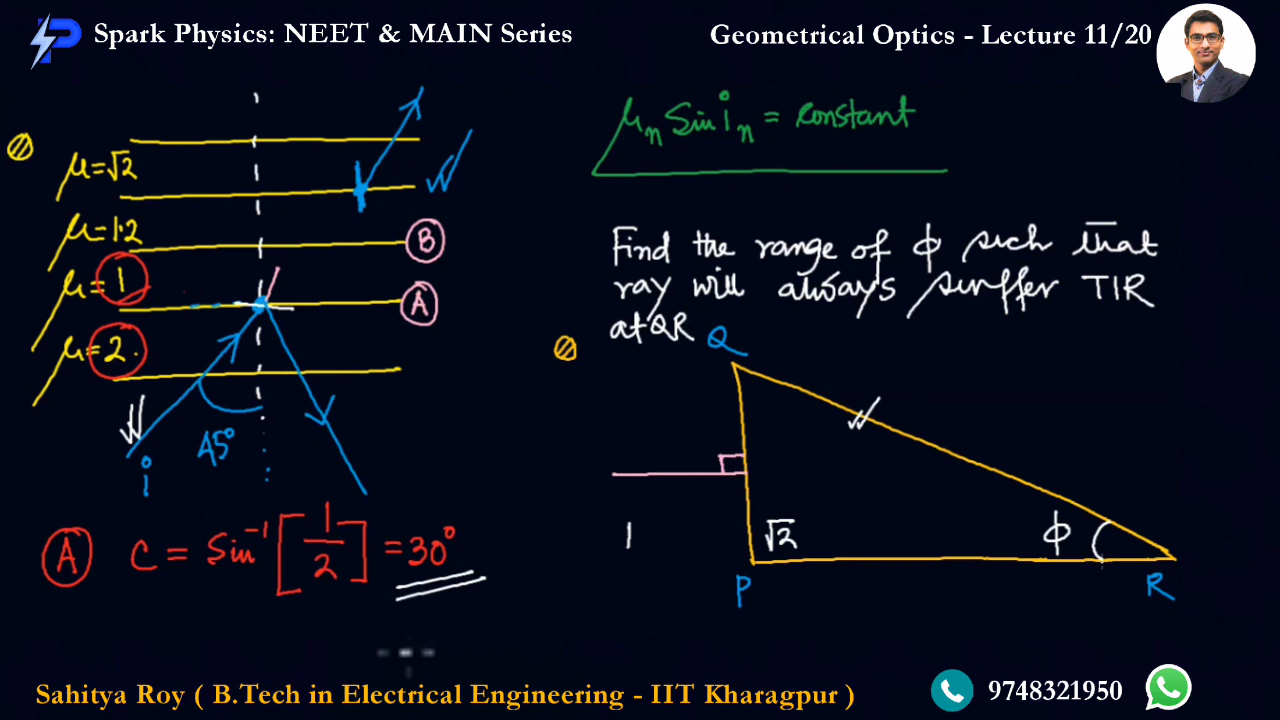 Spark Physics: NEET & MAIN Series
Geometrical Optics - Lecture 11/20
μ=√2
μ=1.2
μ=1
μ=2.
B
A
45°
i
A C = Sin⁻¹[1/2] = 30°
μₙ Sin iₙ = constant
Find the range of ϕ such that
ray will always suffer TIR
at QR
Q
1
√2
ϕ
P
R
Sahitya Roy ( B.Tech in Electrical Engineering - IIT Kharagpur )
9748321950